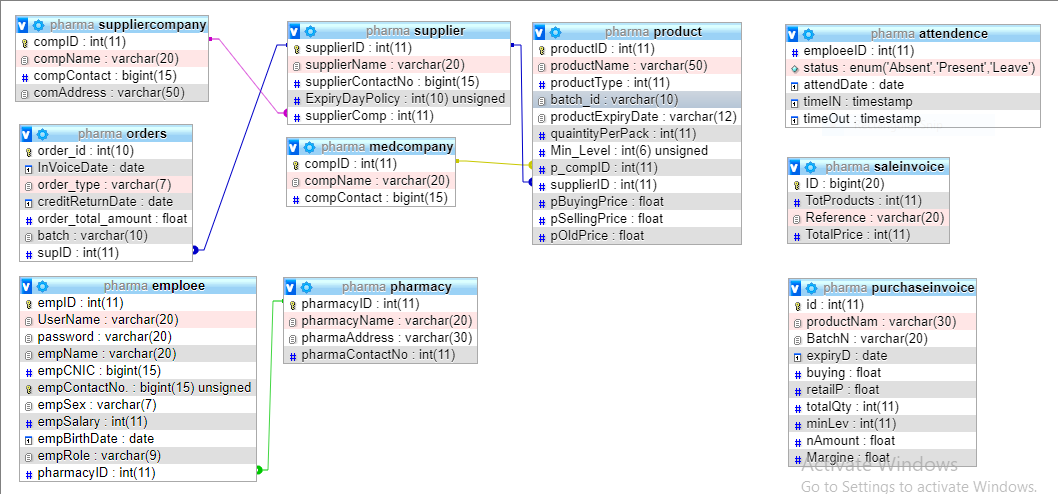 pharma suppliercompany
compID : int(11)
compName : varchar(20)
compContact : bigint(15)
comAddress : varchar(50)
pharma supplier
supplierID : int(11)
supplierName : varchar(20)
supplierContactNo : bigint(15)
ExpiryDayPolicy : int(10) unsigned
supplierComp : int(11)
pharma product
productID : int(11)
productName : varchar(50)
productType : int(11)
batch_id : varchar(10)
productExpiryDate : varchar(12)
quaintityPerPack : int(11)
Min_Level : int(6) unsigned
p_compID : int(11)
supplierID : int(11)
pBuyingPrice : float
pSellingPrice : float
pOldPrice : float
pharma attendence
emploeeID : int(11)
status : enum('Absent','Present','Leave')
attendDate : date
timeIN : timestamp
timeOut : timestamp
pharma orders
order_id : int(10)
InVoiceDate : date
order_type : varchar(7)
creditReturnDate : date
order_total_amount : float
batch : varchar(10)
supID : int(11)
pharma medcompany
compID : int(11)
compName : varchar(20)
compContact : bigint(15)
pharma saleinvoice
ID : bigint(20)
TotProducts : int(11)
Reference : varchar(20)
TotalPrice : int(11)
pharma emploee
empID : int(11)
UserName : varchar(20)
password : varchar(20)
empName : varchar(20)
empCNIC : bigint(15)
empContactNo. : bigint(15) unsigned
empSex : varchar(7)
empSalary : int(11)
empBirthDate : date
empRole : varchar(9)
pharmacyID : int(11)
pharma pharmacy
pharmacyID : int(11)
pharmacyName : varchar(20)
pharmaAddress : varchar(30)
pharmaContactNo : int(11)
pharma purchaseinvoice
id : int(11)
productNam : varchar(30)
BatchN : varchar(20)
expiryD : date
buying : float
retailP : float
totalQty : int(11)
minLev : int(11)
nAmount : float
Margine : float
Activate Windows
Go to Settings to activate Windows.